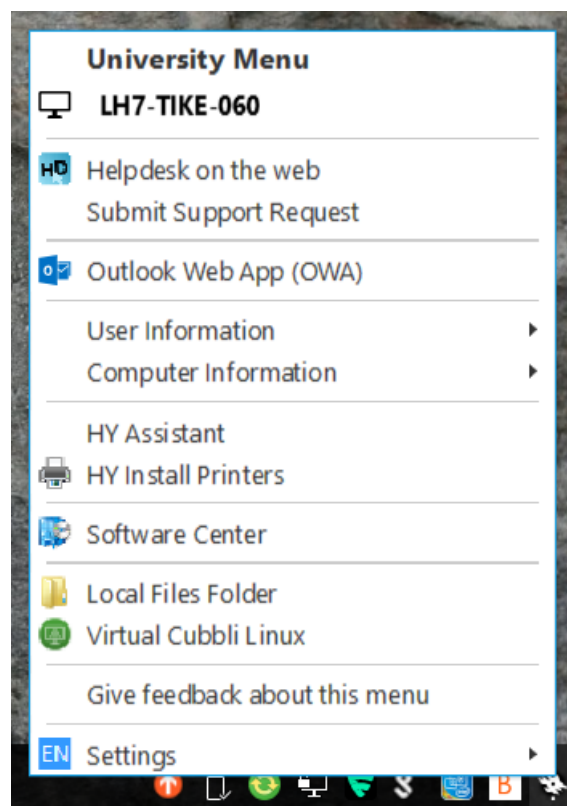 University Menu
LH7-TIKE-060
HD Helpdesk on the web
Submit Support Request
o Outlook Web App (OWA)
User Information
Computer Information
HY Assistant
HY Install Printers
Software Center
Local Files Folder
Virtual Cubbli Linux
Give feedback about this menu
EN Settings
B